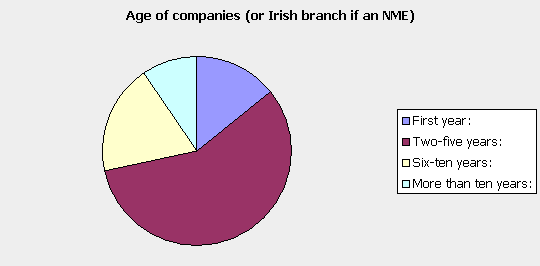 Age of companies (or Irish branch if an NME)
First year:
Two-five years:
Six-ten years:
More than ten years: